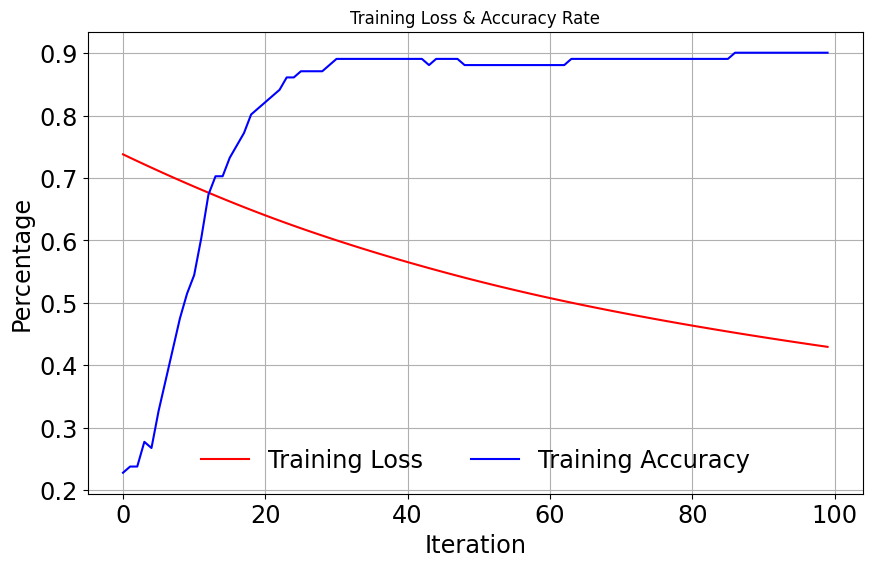 Training Loss & Accuracy Rate
Percentage
0.9
0.8
0.7
0.6
0.5
0.4
0.3
0.2
Training Loss
Training Accuracy
0 20 40 60 80 100
Iteration